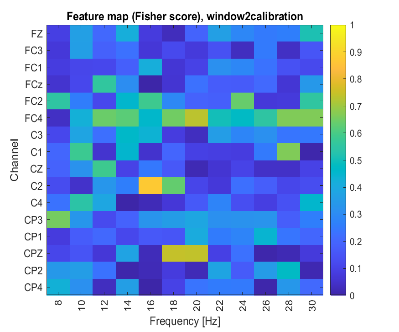 Feature map (Fisher score), window2calibration
FZ
FC3
FC1
FCz
FC2
FC4
C3
C1
CZ
C2
C4
CP3
CP1
CPZ
CP2
CP4
Channel
8 10 12 14 16 18 20 22 24 26 28 30
Frequency [Hz]
1
0.9
0.8
0.7
0.6
0.5
0.4
0.3
0.2
0.1
0